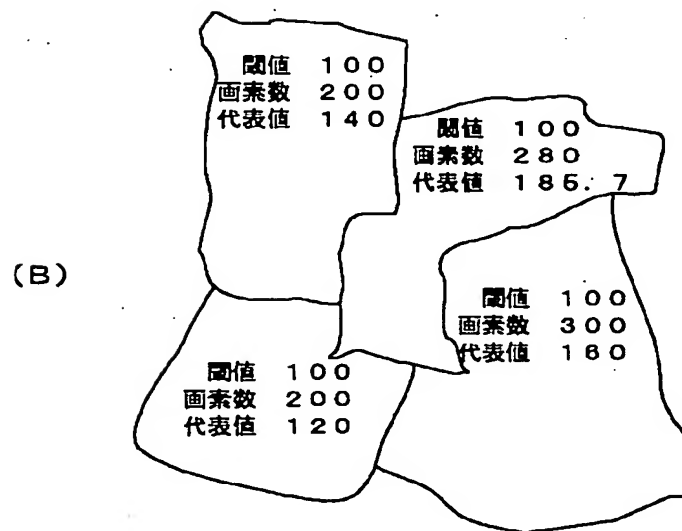 閾値 100
画素数 200
代表値 140
閾値 100
画素数 280
代表値 185.7
(B)
閾値 100
画素数 300
代表値 160
閾値 100
画素数 200
代表値 120